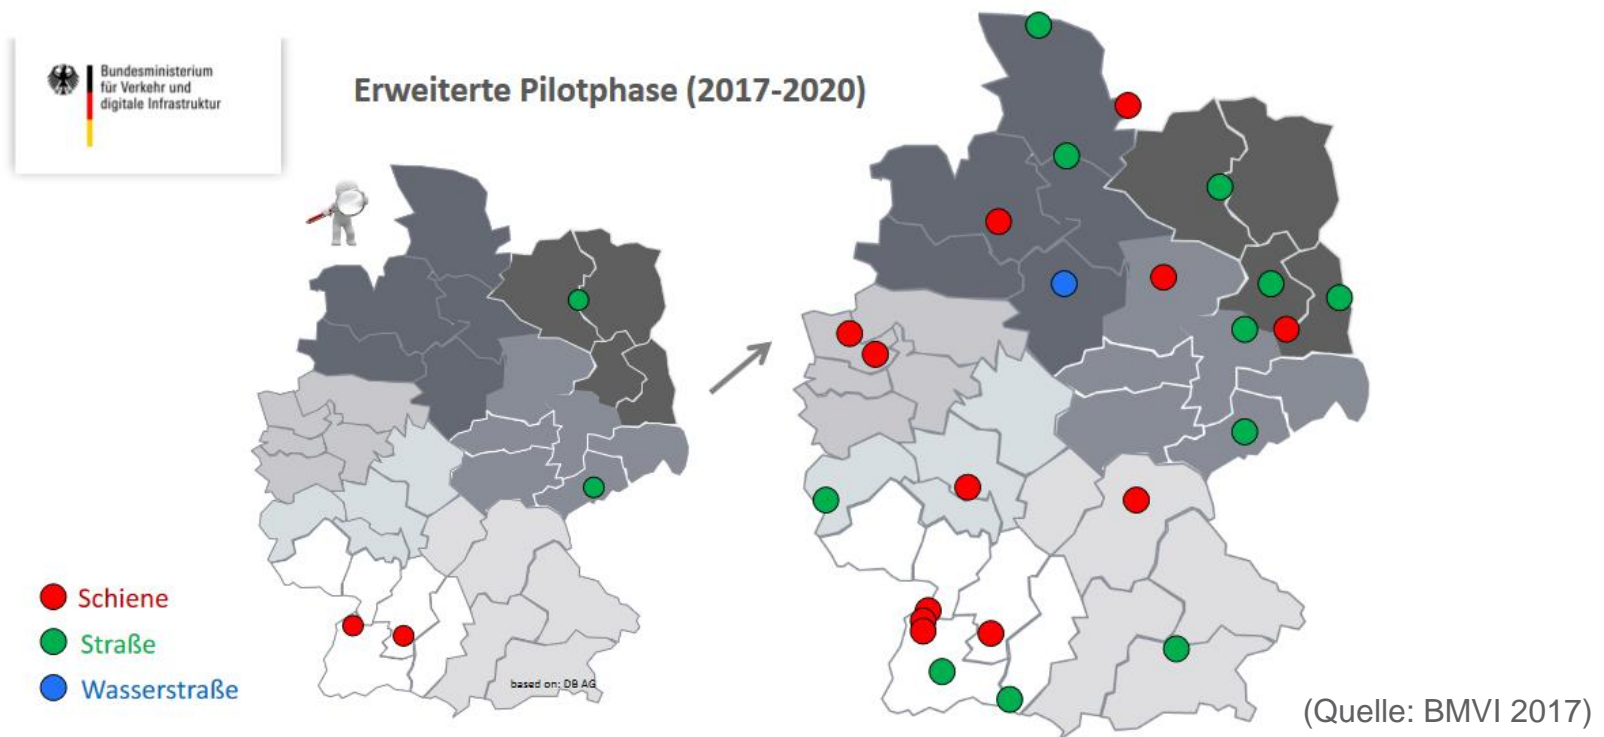 Bundesministerium
für Verkehr und
digitale Infrastruktur
Erweiterte Pilotphase (2017-2020)
Schiene
Straße
Wasserstraße
based on: DB AG
(Quelle: BMVI 2017)